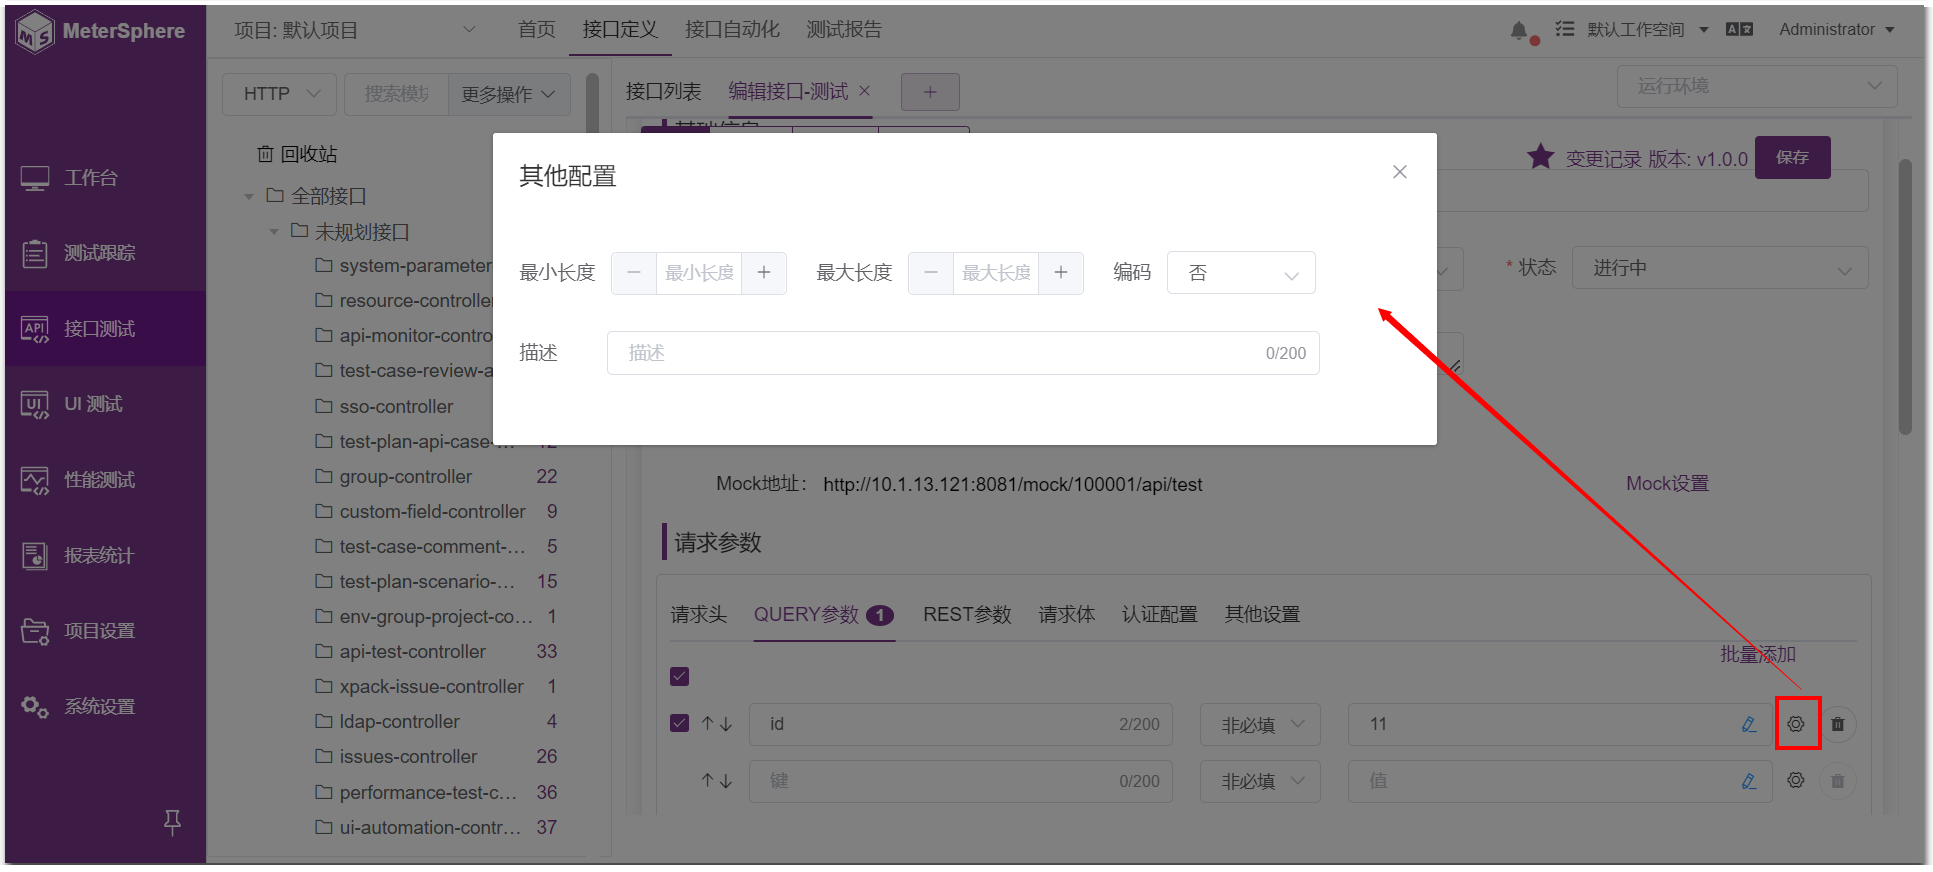 MeterSphere
项目: 默认项目
首页
接口定义
接口自动化
测试报告
默认工作空间
Administrator
工作台
测试跟踪
接口测试
API
UI 测试
UI
性能测试
报表统计
项目设置
系统设置
HTTP
搜索模块
更多操作
回收站
全部接口
未规划接口
system-parameter
resource-controlle
api-monitor-contro
test-case-review-a
sso-controller
test-plan-api-case-... 12
group-controller 22
custom-field-controller 9
test-case-comment-... 5
test-plan-scenario-... 15
env-group-project-co... 1
api-test-controller 33
xpack-issue-controller 1
ldap-controller 4
issues-controller 26
performance-test-c... 36
ui-automation-contr... 37
接口列表
编辑接口-测试
+
运行环境
基础信息
变更记录 版本: v1.0.0
保存
* 状态
进行中
其他配置
最小长度
最小长度
最大长度
最大长度
编码
否
描述
描述
0/200
Mock地址： http://10.1.13.121:8081/mock/100001/api/test
Mock设置
请求参数
请求头
QUERY参数 1
REST参数
请求体
认证配置
其他设置
批量添加
id 2/200 非必填 11
键 0/200 非必填 值